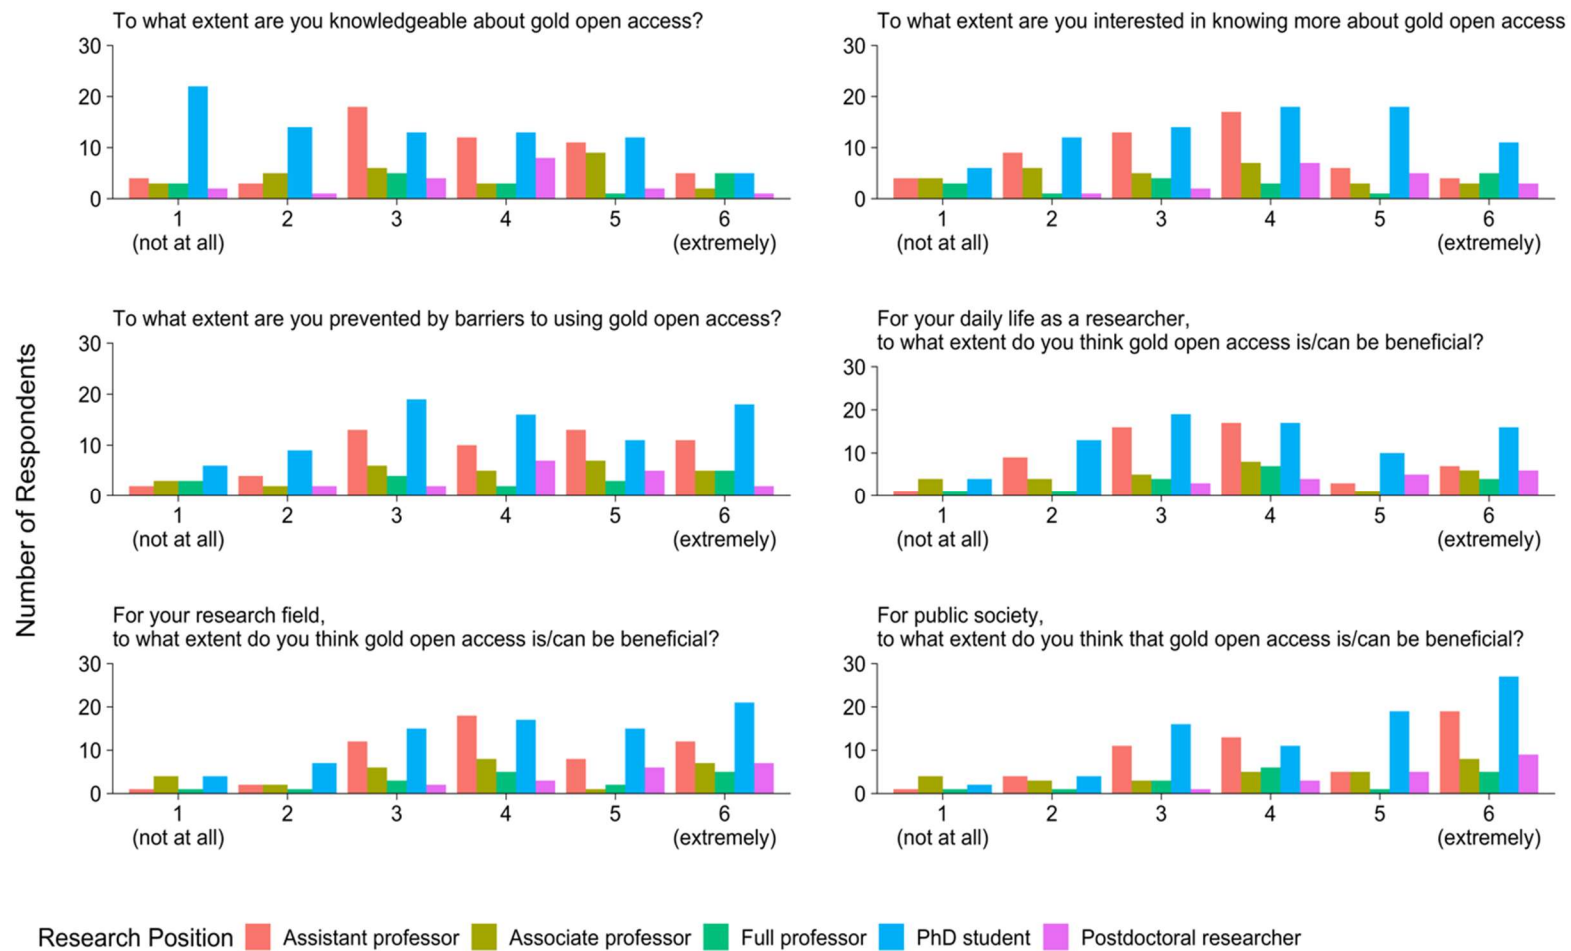 To what extent are you knowledgeable about gold open access?
30
20
10
0
1
2
3
4
5
6
(not at all)
(extremely)
To what extent are you interested in knowing more about gold open access
30
20
10
0
1
2
3
4
5
6
(not at all)
(extremely)
Number of Respondents
To what extent are you prevented by barriers to using gold open access?
30
20
10
0
1
2
3
4
5
6
(not at all)
(extremely)
For your daily life as a researcher,
to what extent do you think gold open access is/can be beneficial?
30
20
10
0
1
2
3
4
5
6
(not at all)
(extremely)
For your research field,
to what extent do you think gold open access is/can be beneficial?
30
20
10
0
1
2
3
4
5
6
(not at all)
(extremely)
For public society,
to what extent do you think that gold open access is/can be beneficial?
30
20
10
0
1
2
3
4
5
6
(not at all)
(extremely)
Research Position Assistant professor Associate professor Full professor PhD student Postdoctoral researcher